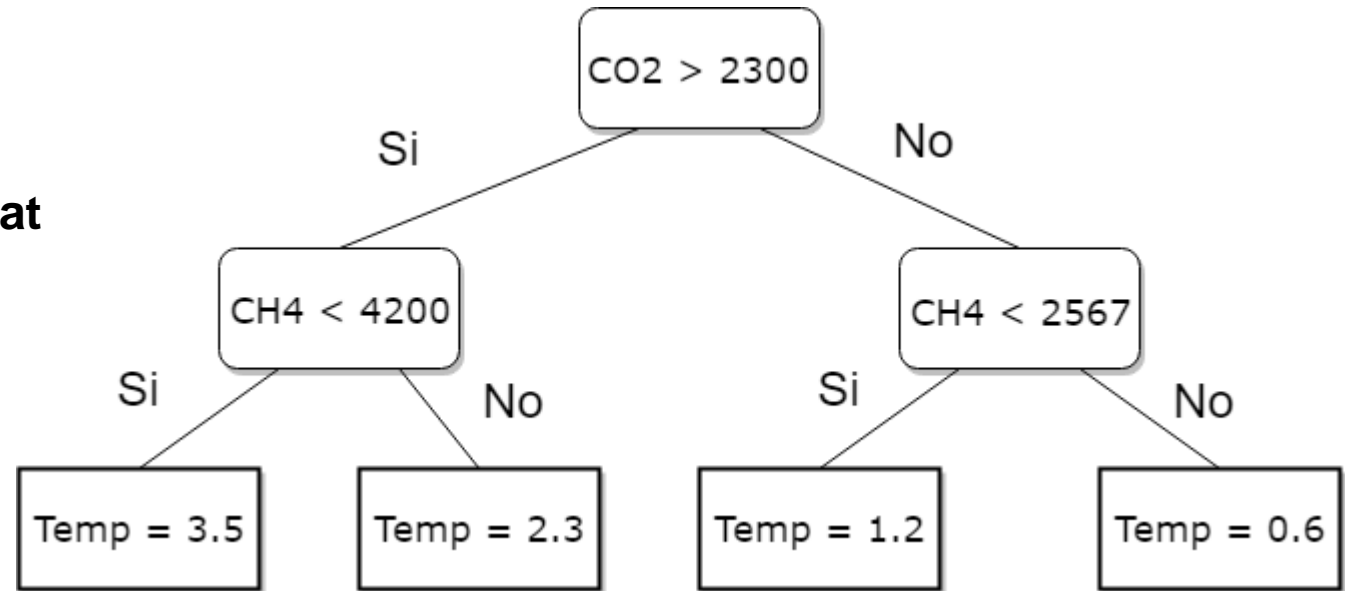 CO2 > 2300
Si
No
at
CH4 < 4200
CH4 < 2567
Si
No
Si
No
Temp = 3.5
Temp = 2.3
Temp = 1.2
Temp = 0.6